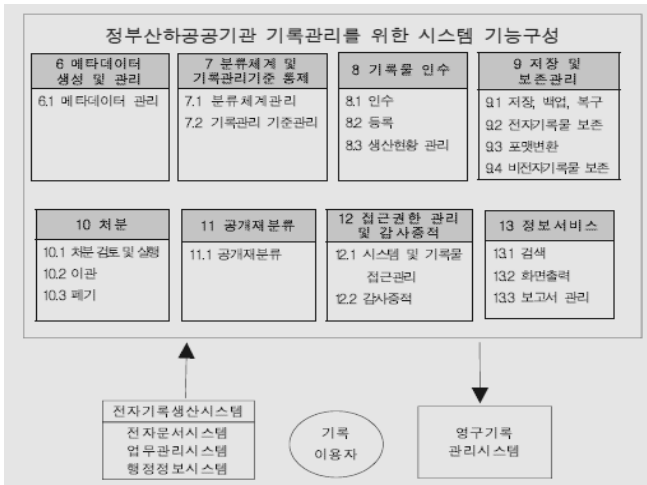 정부산하공공기관 기록관리를 위한 시스템 기능구성
6 메타데이터
생성 및 관리
6.1 메타데이터 관리
7 분류체계 및
기록관리기준 통제
7.1 분류체계관리
7.2 기록관리 기준관리
8 기록물 인수
8.1 인수
8.2 등록
8.3 생산현황 관리
9 저장 및
보존관리
9.1 저장, 백업, 복구
9.2 전자기록물 보존
9.3 포맷변환
9.4 비전자기록물 보존
10 처분
10.1 처분 검토 및 실행
10.2 이관
10.3 폐기
11 공개재분류
11.1 공개재분류
12 접근권한 관리
및 감사증적
12.1 시스템 및 기록물
접근관리
12.2 감사증적
13 정보서비스
13.1 검색
13.2 화면출력
13.3 보고서 관리
전자기록생산시스템
전자문서시스템
업무관리시스템
행정정보시스템
기록
이용자
영구기록
관리시스템